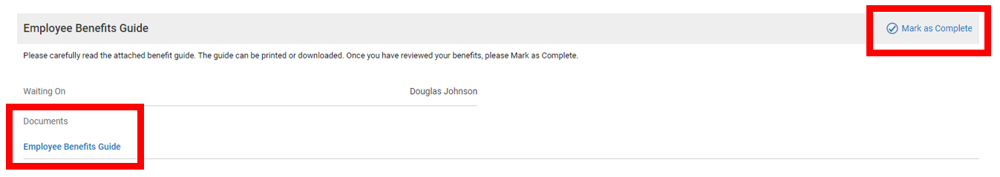 Employee Benefits Guide
Mark as Complete
Please carefully read the attached benefit guide. The guide can be printed or downloaded. Once you have reviewed your benefits, please Mark as Complete.
Waiting On
Douglas Johnson
Documents
Employee Benefits Guide